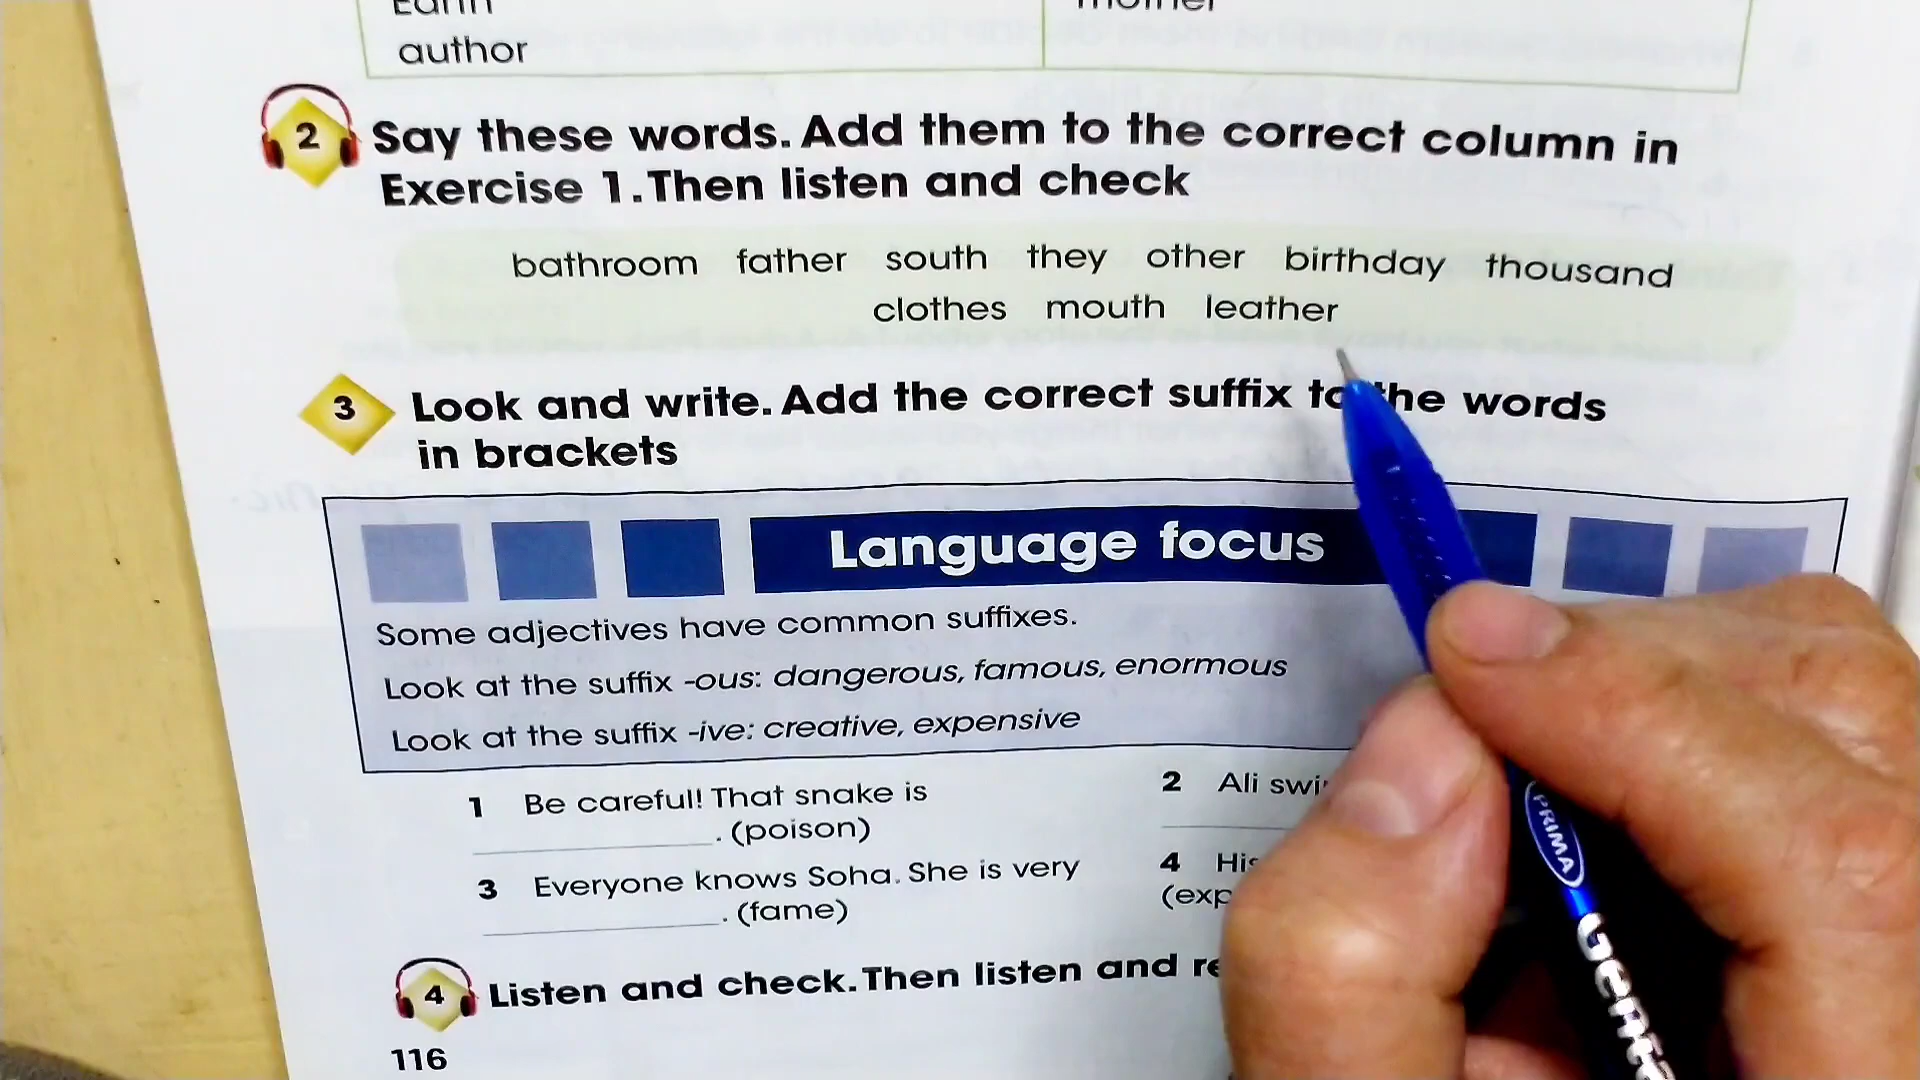 Earth
mother
author
2 Say these words. Add them to the correct column in
Exercise 1. Then listen and check
bathroom father south they other birthday thousand
clothes mouth leather
3 Look and write. Add the correct suffix to the words
in brackets
Language focus
Some adjectives have common suffixes.
Look at the suffix -ous: dangerous, famous, enormous
Look at the suffix -ive: creative, expensive
1 Be careful! That snake is
. (poison)
2 Ali
3 Everyone knows Soha. She is very
. (fame)
4
4 Listen and check. Then listen and
116
PRIMA